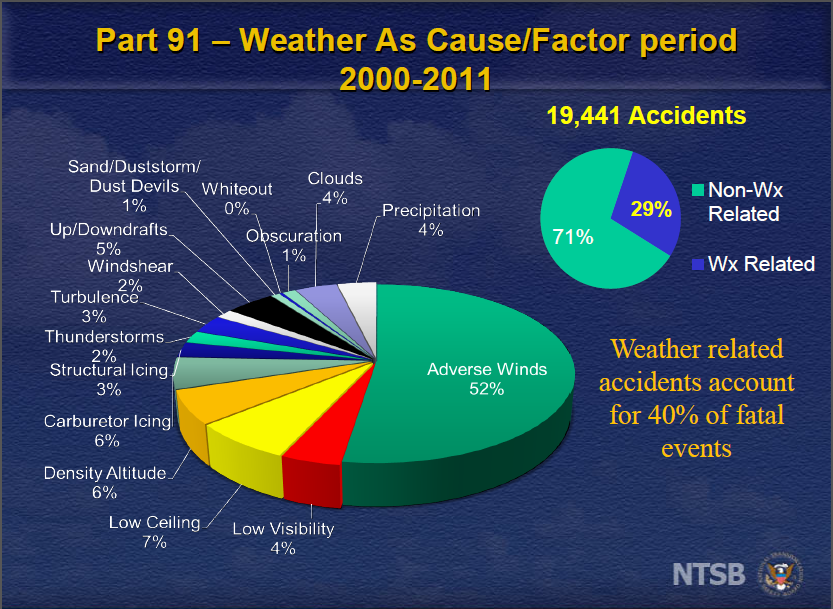 Part 91 – Weather As Cause/Factor period
2000-2011
19,441 Accidents
Sand/Duststorm/
Dust Devils
1%
Whiteout
0%
Clouds
4%
Precipitation
4%
Obscuration
1%
Up/Downdrafts
5%
Windshear
2%
Turbulence
3%
Thunderstorms
2%
Structural Icing
3%
Carburetor Icing
6%
Density Altitude
6%
Low Ceiling
7%
Low Visibility
4%
Adverse Winds
52%
71%
29%
Non-Wx
Related
Wx Related
Weather related
accidents account
for 40% of fatal
events
NTSB